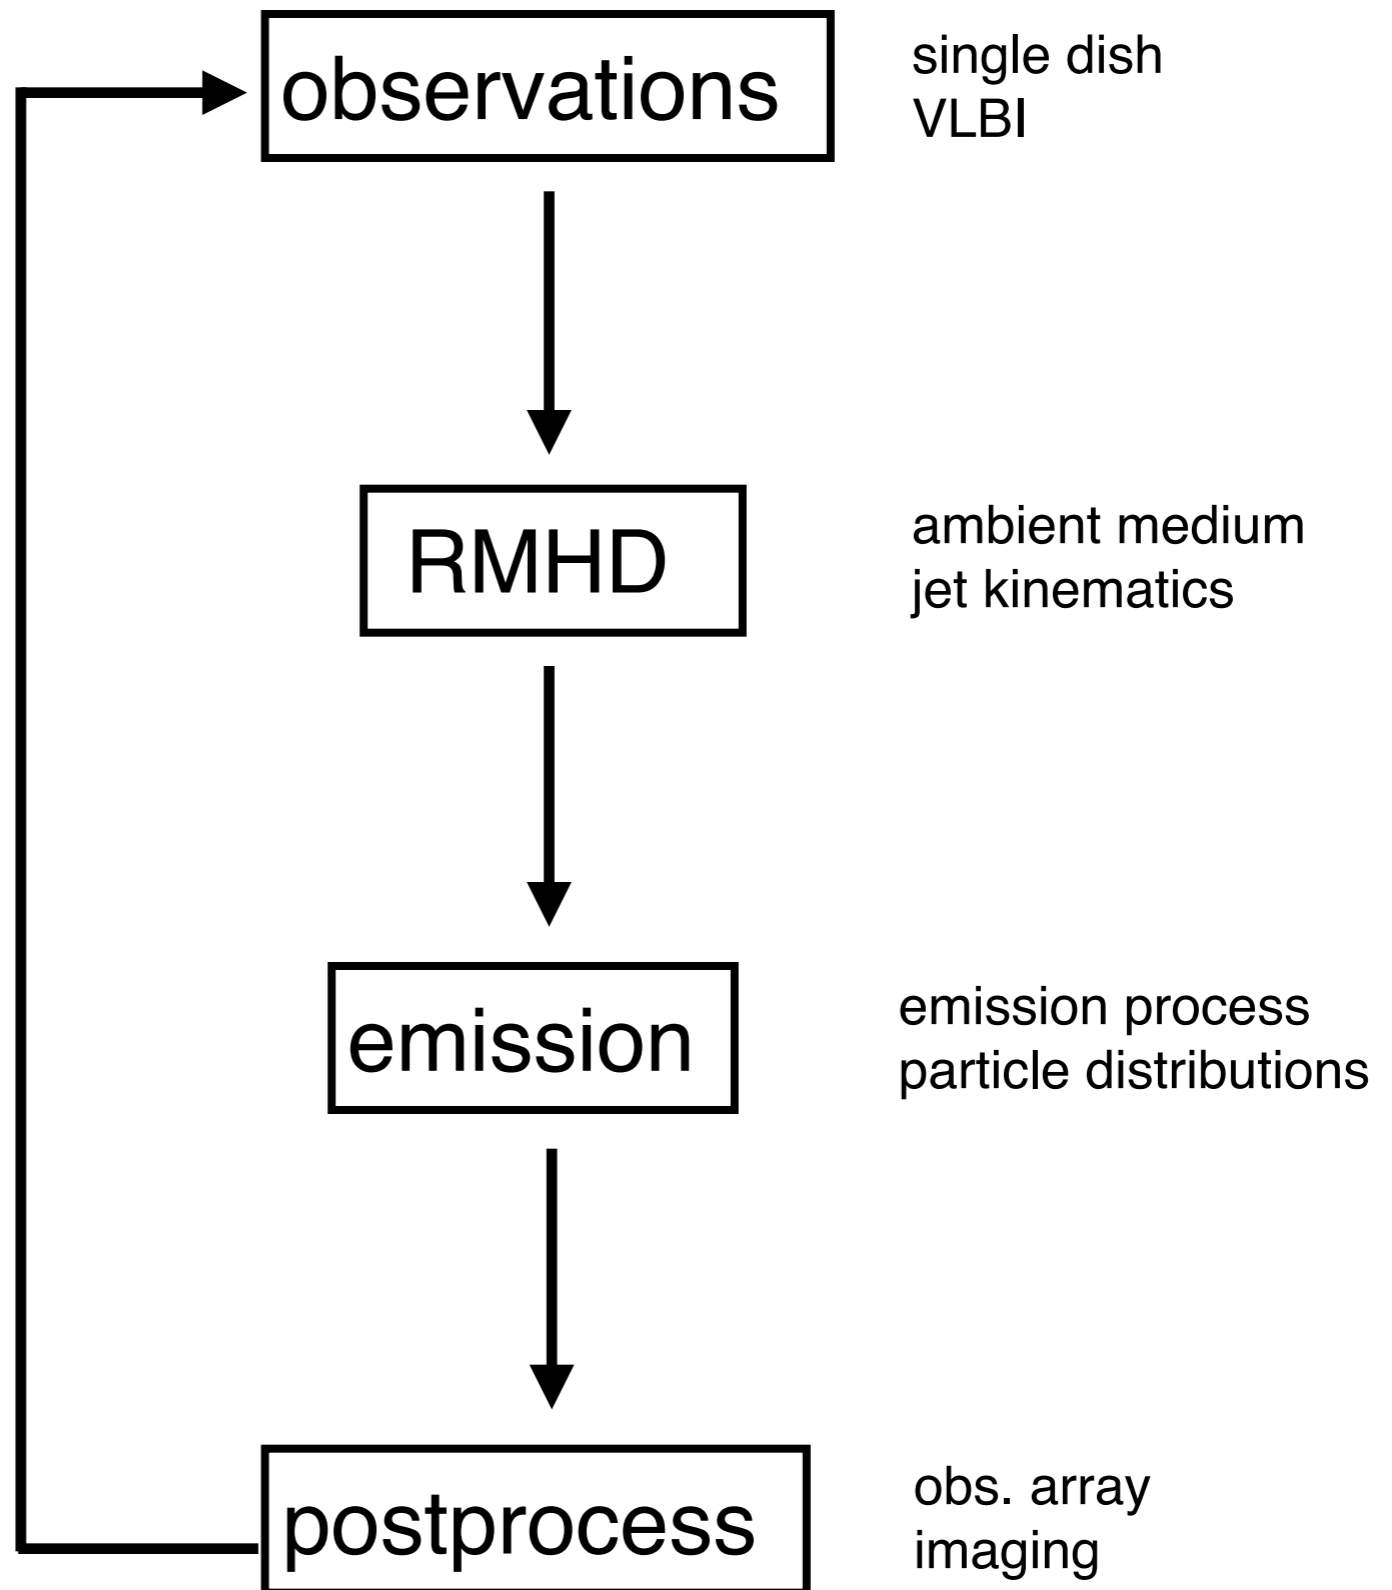 observations
single dish
VLBI
RMHD
ambient medium
jet kinematics
emission
emission process
particle distributions
postprocess
obs. array
imaging